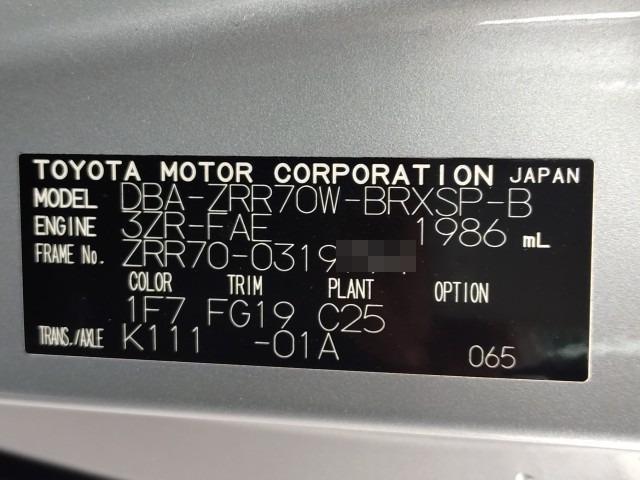 TOYOTA MOTOR CORPORATION JAPAN
MODEL DBA-ZRR70W-BRXSP-B
ENGINE 3ZR-FAE 1986 mL
FRAME No. ZRR70-0319
COLOR TRIM PLANT OPTION
1F7 FG19 C25
TRANS./AXLE K111 -01A 065